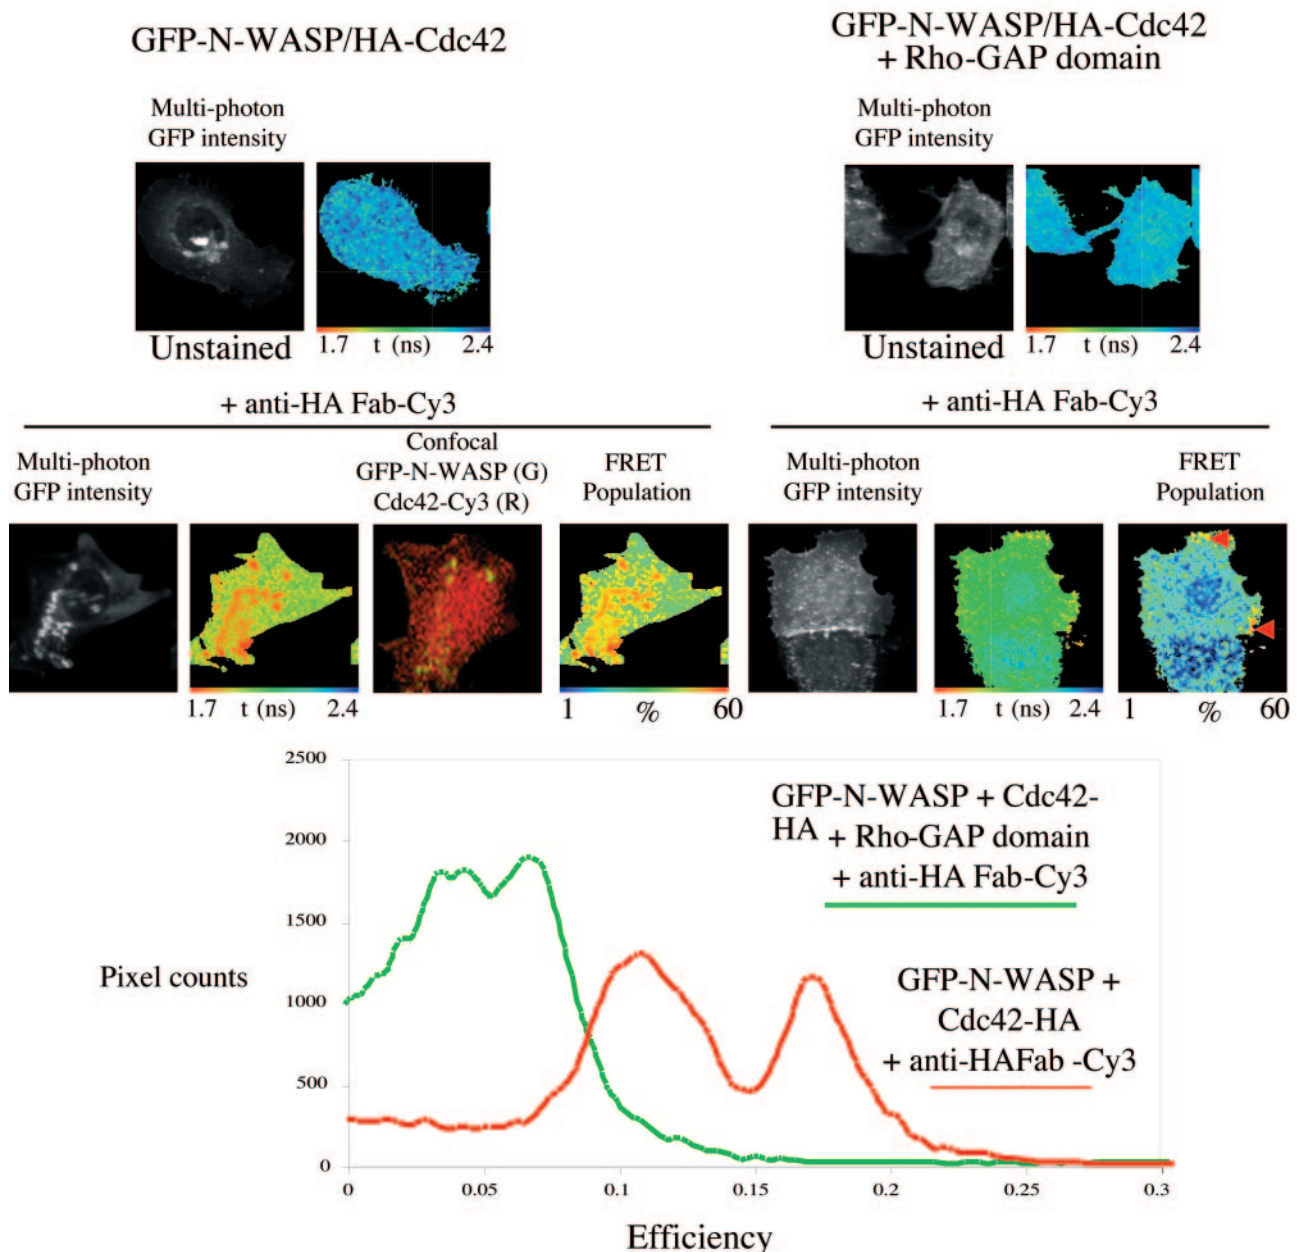 GFP-N-WASP/HA-Cdc42
Multi-photon
GFP intensity
Unstained
1.7 t (ns) 2.4
GFP-N-WASP/HA-Cdc42
+ Rho-GAP domain
Multi-photon
GFP intensity
Unstained
1.7 t (ns) 2.4
+ anti-HA Fab-Cy3
Multi-photon
GFP intensity
Confocal
GFP-N-WASP (G)
Cdc42-Cy3 (R)
FRET
Population
1.7 t (ns) 2.4
1 % 60
+ anti-HA Fab-Cy3
Multi-photon
GFP intensity
FRET
Population
1.7 t (ns) 2.4
1 % 60
2500
2000
1500
1000
500
0
Pixel counts
GFP-N-WASP + Cdc42-
HA + Rho-GAP domain
+ anti-HA Fab-Cy3
GFP-N-WASP +
Cdc42-HA
+ anti-HAFab -Cy3
0 0.05 0.1 0.15 0.2 0.25 0.3
Efficiency